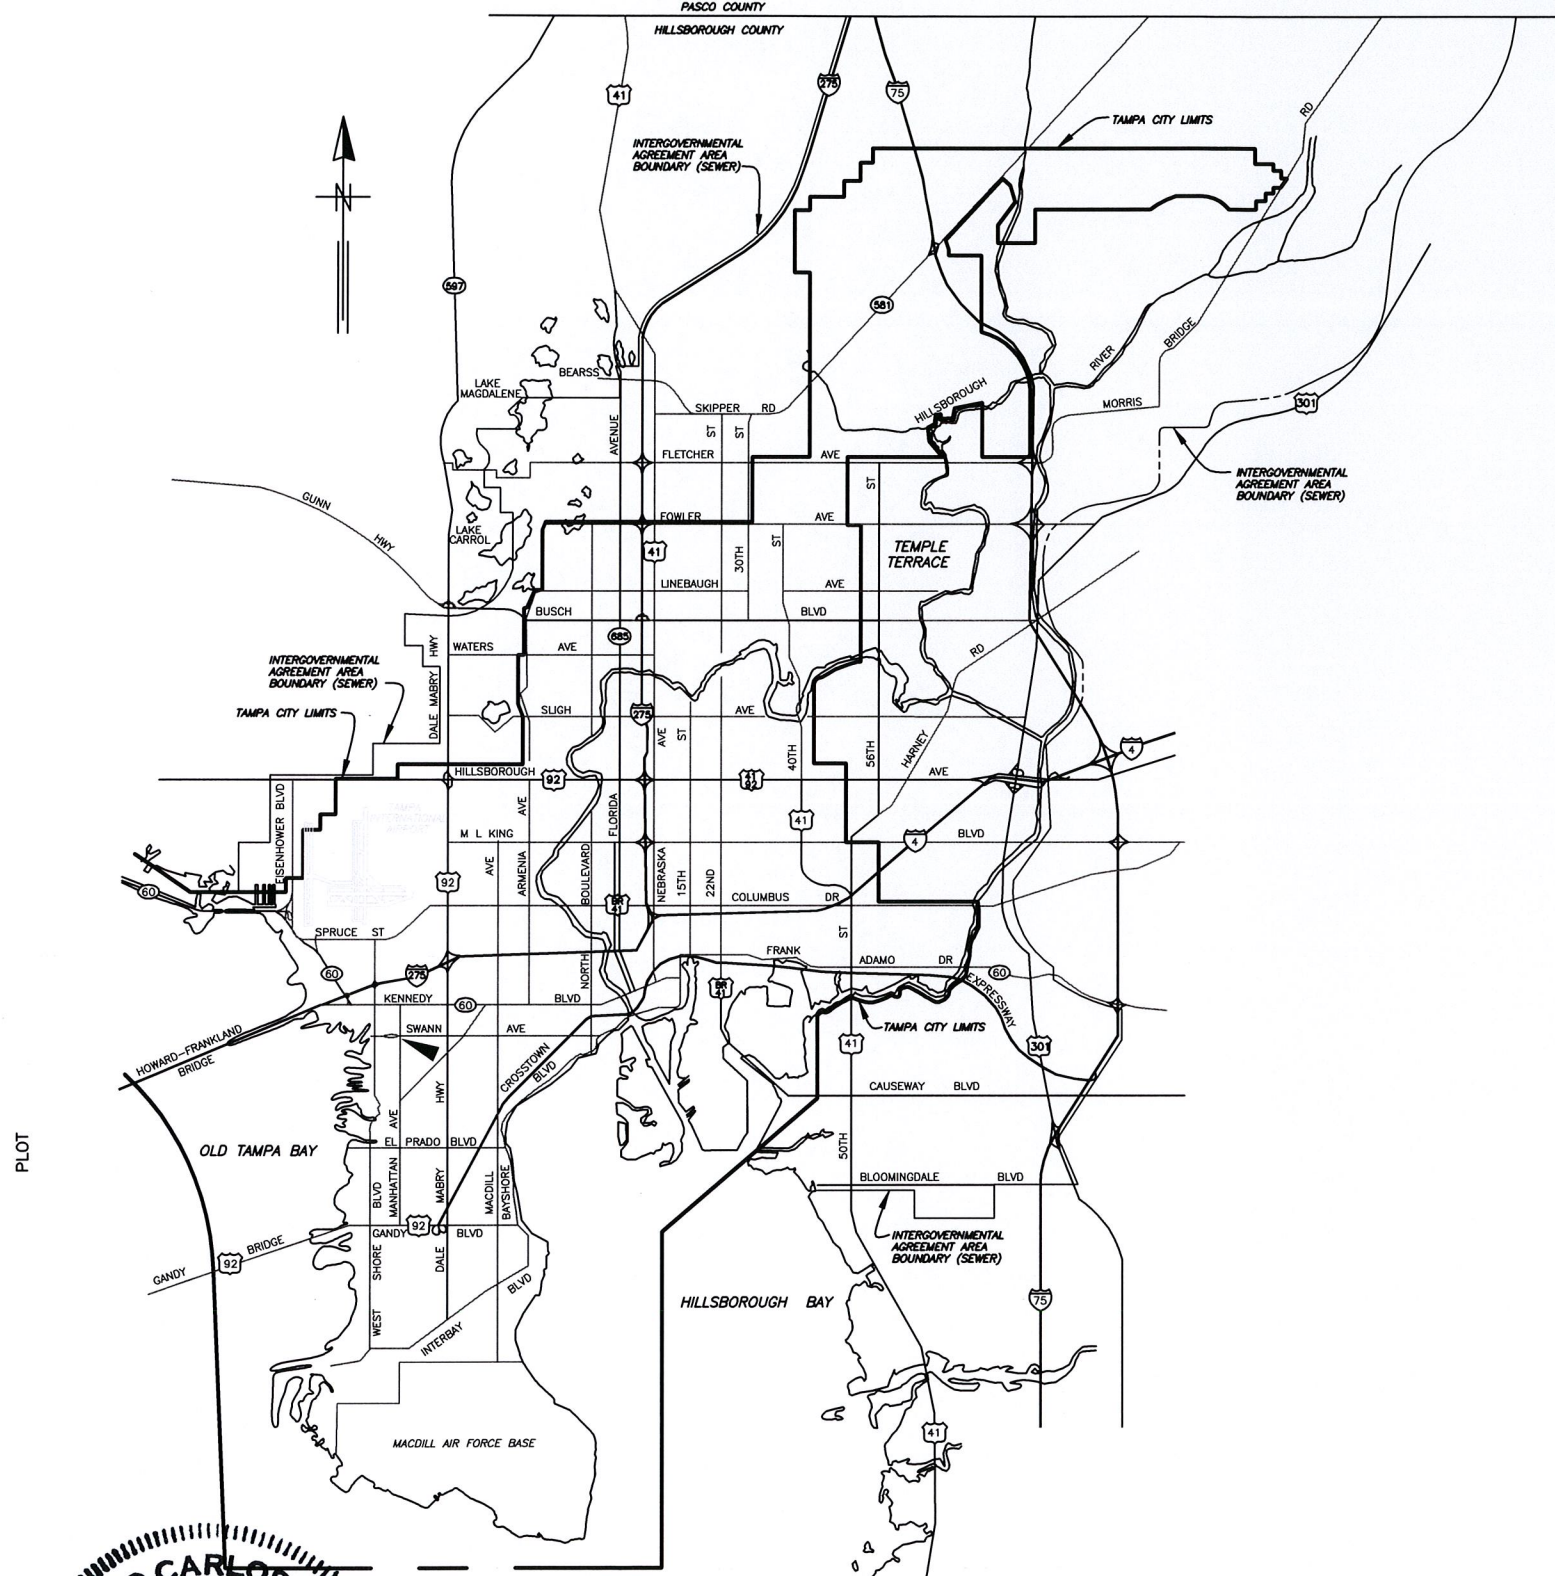 PASCO COUNTY
HILLSBOROUGH COUNTY
41
275
75
TAMPA CITY LIMITS
RD
INTERGOVERNMENTAL
AGREEMENT AREA
BOUNDARY (SEWER)
N
597
581
BRIDGE
RIVER
BEARSS
LAKE
MAGDALENE
HILLSBOROUGH
MORRIS
301
SKIPPER RD
AVENUE
ST
ST
FLETCHER AVE
ST
INTERGOVERNMENTAL
AGREEMENT AREA
BOUNDARY (SEWER)
GUNN
HWY
LAKE
CARROL
FOWLER AVE
41
30TH
ST
TEMPLE
TERRACE
LINEBAUGH AVE
BUSCH BLVD
685
WATERS AVE
HWY
RD
INTERGOVERNMENTAL
AGREEMENT AREA
BOUNDARY (SEWER)
TAMPA CITY LIMITS
DALE MABRY
SLIGH AVE
275
AVE
ST
40TH
56TH
HARNEY
4
HILLSBOROUGH
92
41
92
AVE
EISENHOWER BLVD
AVE
FLORIDA
41
M L KING BLVD
4
AVE
ARMENIA
BOULEVARD
NEBRASKA
15TH
22ND
60
92
BR
41
COLUMBUS DR
SPRUCE ST
ST
FRANK
ADAMO DR
60
275
60
NORTH
BR
41
EXPRESSWAY
KENNEDY
60
BLVD
SWANN AVE
TAMPA CITY LIMITS
HOWARD-FRANKLAND
BRIDGE
41
301
CROSSTOWN
BLVD
CAUSEWAY BLVD
HWY
AVE
PLOT
OLD TAMPA BAY
EL PRADO BLVD
50TH
BLVD
MANHATTAN
MABRY
MACDILL
BAYSHORE
BLOOMINGDALE BLVD
GANDY
92
BLVD
GANDY
92
BRIDGE
SHORE
DALE
INTERGOVERNMENTAL
AGREEMENT AREA
BOUNDARY (SEWER)
BLVD
HILLSBOROUGH BAY
75
WEST
INTERBAY
41
MACDILL AIR FORCE BASE